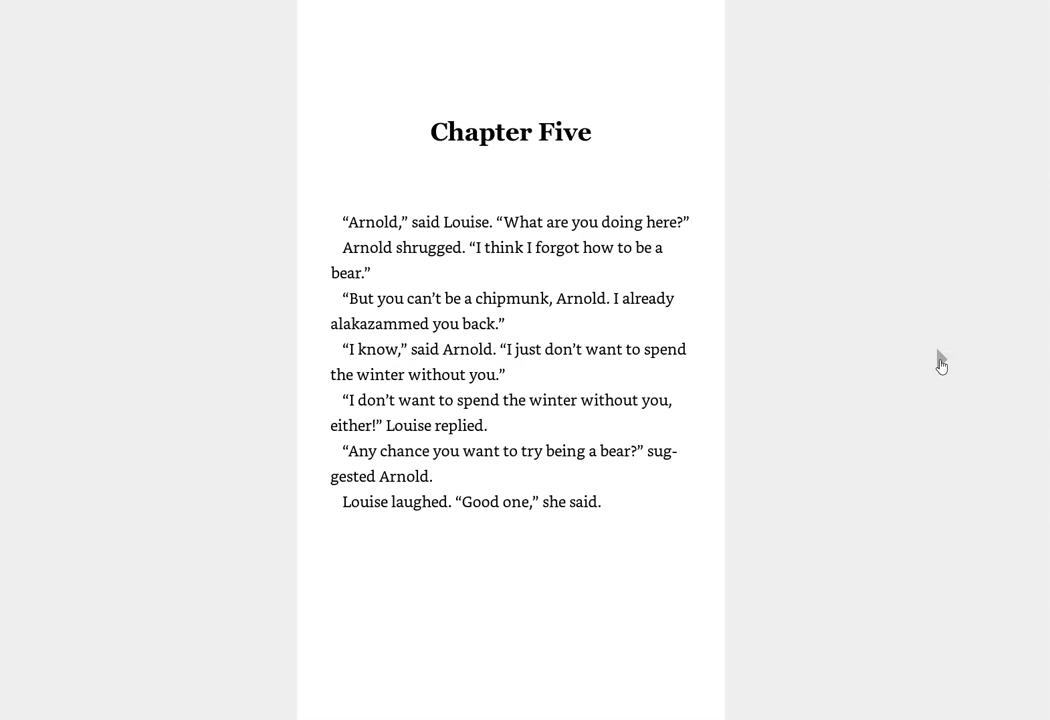 Chapter Five
“Arnold,” said Louise. “What are you doing here?”
Arnold shrugged. “I think I forgot how to be a
bear.”
“But you can’t be a chipmunk, Arnold. I already
alakazammed you back.”
“I know,” said Arnold. “I just don’t want to spend
the winter without you.”
“I don’t want to spend the winter without you,
either!” Louise replied.
“Any chance you want to try being a bear?” sug-
gested Arnold.
Louise laughed. “Good one,” she said.